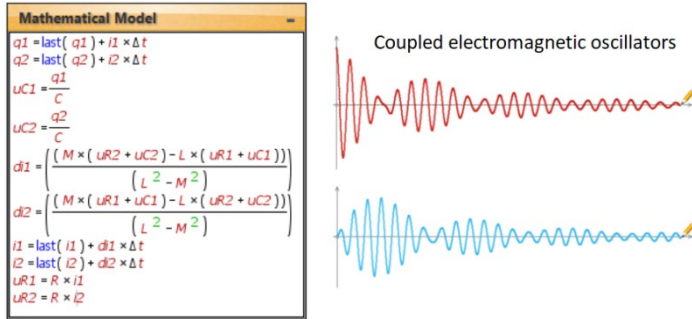 Mathematical Model
q1 =last( q1) + i1 ×Δt
q2 =last( q2) + i2 ×Δt
uC1 = q1/C
uC2 = q2/C
di1 = (((M ×( uR2 + uC2 ) − L ×( uR1 + uC1 )))/(L^2 − M^2))
di2 = (((M ×( uR1 + uC1 ) − L ×( uR2 + uC2 )))/(L^2 − M^2))
i1 =last( i1) + di1 ×Δt
i2 =last( i2) + di2 ×Δt
uR1 = R × i1
uR2 = R × i2
Coupled electromagnetic oscillators